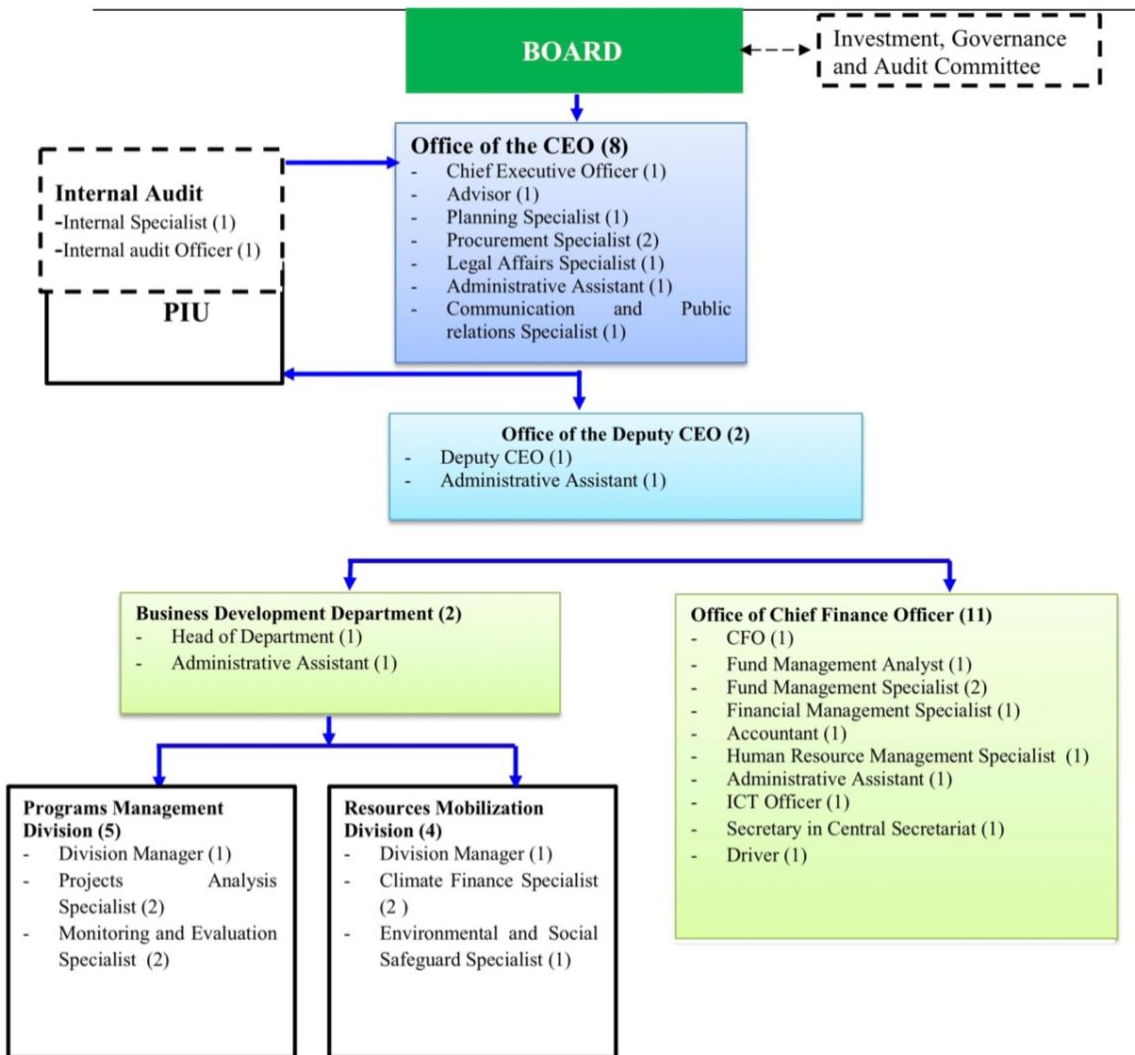 BOARD
Investment, Governance
and Audit Committee
Office of the CEO (8)
- Chief Executive Officer (1)
- Advisor (1)
- Planning Specialist (1)
- Procurement Specialist (2)
- Legal Affairs Specialist (1)
- Administrative Assistant (1)
- Communication and Public
relations Specialist (1)
Internal Audit
-Internal Specialist (1)
-Internal audit Officer (1)
PIU
Office of the Deputy CEO (2)
- Deputy CEO (1)
- Administrative Assistant (1)
Business Development Department (2)
- Head of Department (1)
- Administrative Assistant (1)
Office of Chief Finance Officer (11)
- CFO (1)
- Fund Management Analyst (1)
- Fund Management Specialist (2)
- Financial Management Specialist (1)
- Accountant (1)
- Human Resource Management Specialist (1)
- Administrative Assistant (1)
- ICT Officer (1)
- Secretary in Central Secretariat (1)
- Driver (1)
Programs Management
Division (5)
- Division Manager (1)
- Projects Analysis
Specialist (2)
- Monitoring and Evaluation
Specialist (2)
Resources Mobilization
Division (4)
- Division Manager (1)
- Climate Finance Specialist
(2 )
- Environmental and Social
Safeguard Specialist (1)